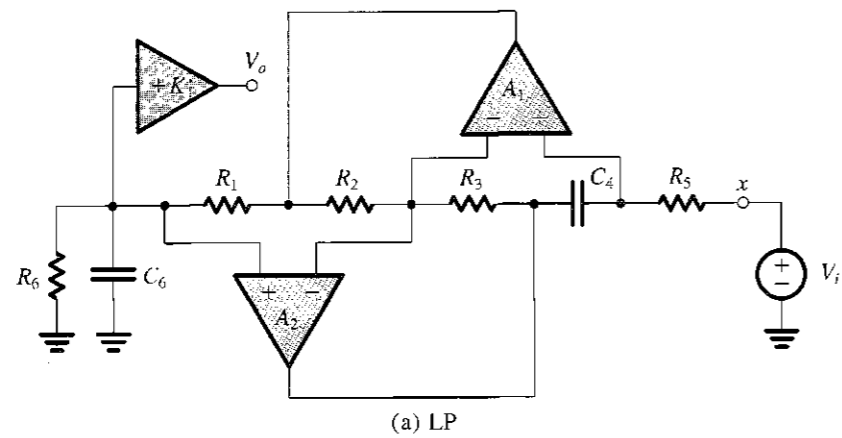 + K
V_o
A_1
− −
R_1
R_2
R_3
C_4
R_5
x
R_6
C_6
+ −
A_2
+
−
V_i
(a) LP